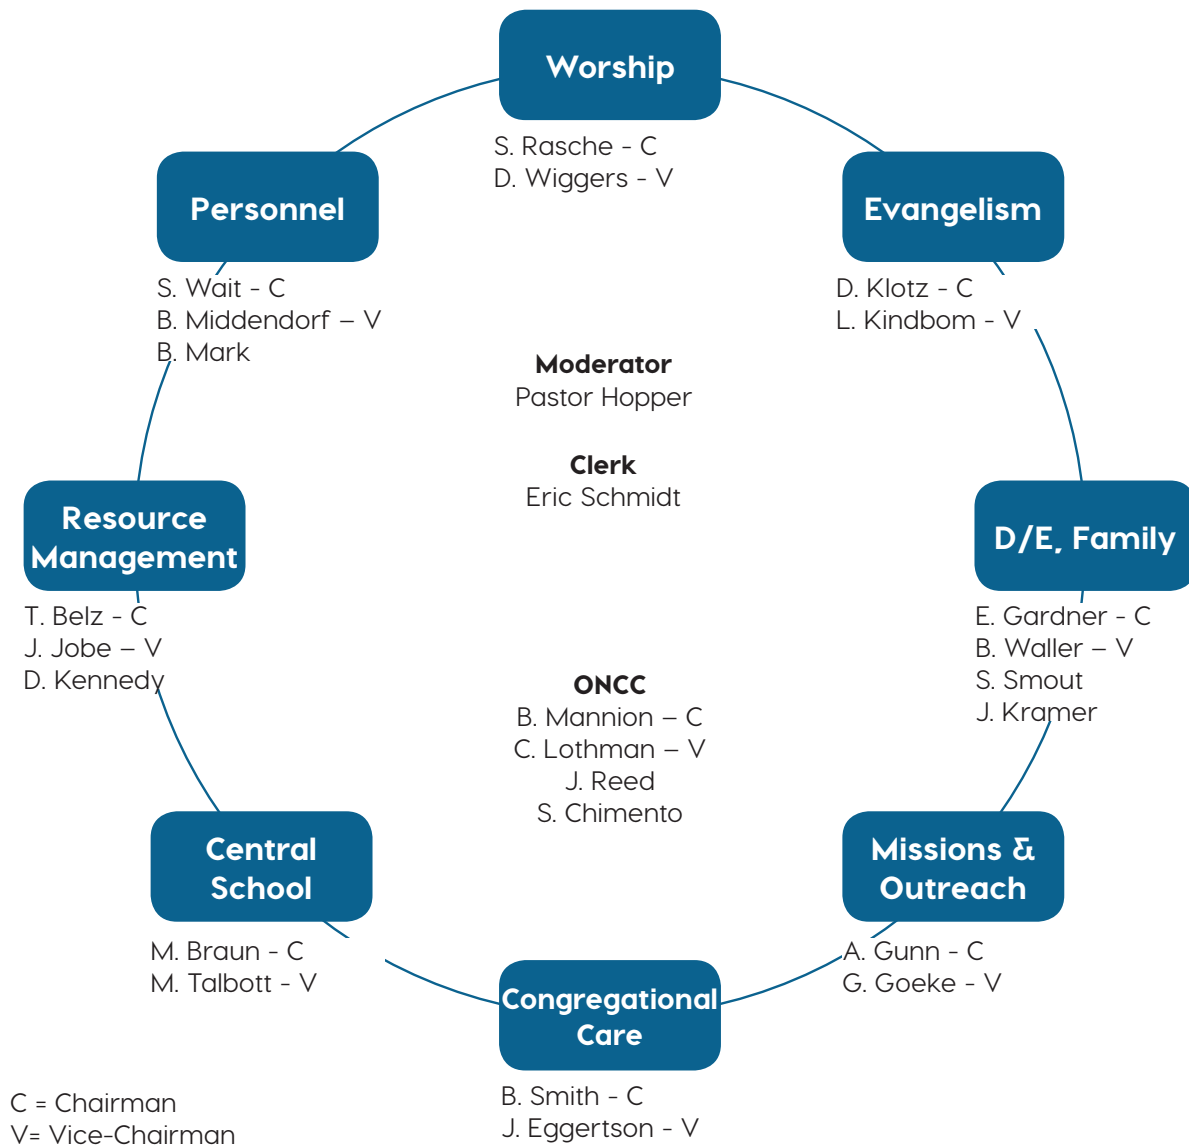 Worship
S. Rasche - C
D. Wiggers - V
Personnel
S. Wait - C
B. Middendorf – V
B. Mark
Evangelism
D. Klotz - C
L. Kindbom - V
Moderator
Pastor Hopper
Clerk
Eric Schmidt
Resource
Management
T. Belz - C
J. Jobe – V
D. Kennedy
D/E, Family
E. Gardner - C
B. Waller – V
S. Smout
J. Kramer
ONCC
B. Mannion – C
C. Lothman – V
J. Reed
S. Chimento
Central
School
M. Braun - C
M. Talbott - V
Missions &
Outreach
A. Gunn - C
G. Goeke - V
Congregational
Care
B. Smith - C
J. Eggertson - V
C = Chairman
V= Vice-Chairman